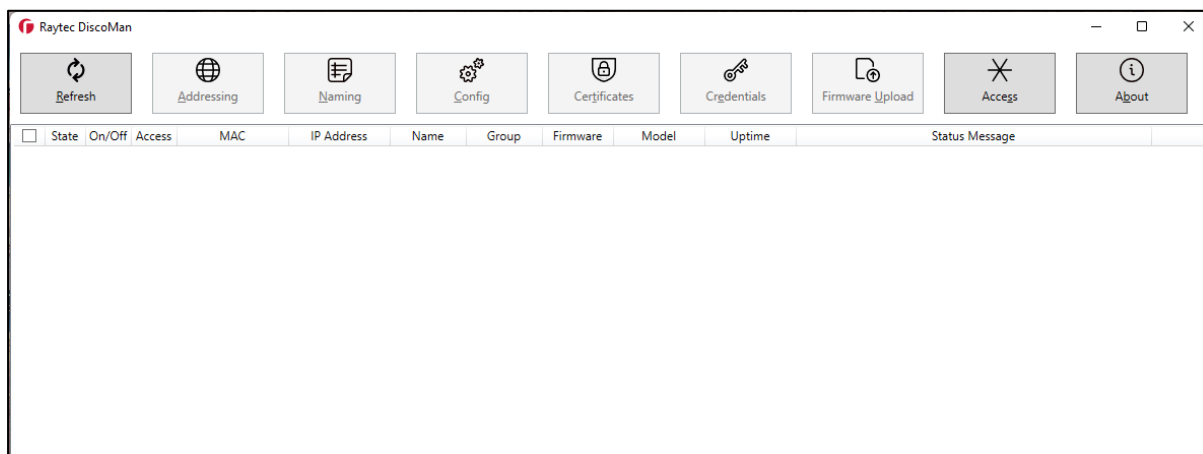 Raytec DiscoMan
Refresh Addressing Naming Config Certificates Credentials Firmware Upload Access About
State On/Off Access MAC IP Address Name Group Firmware Model Uptime Status Message